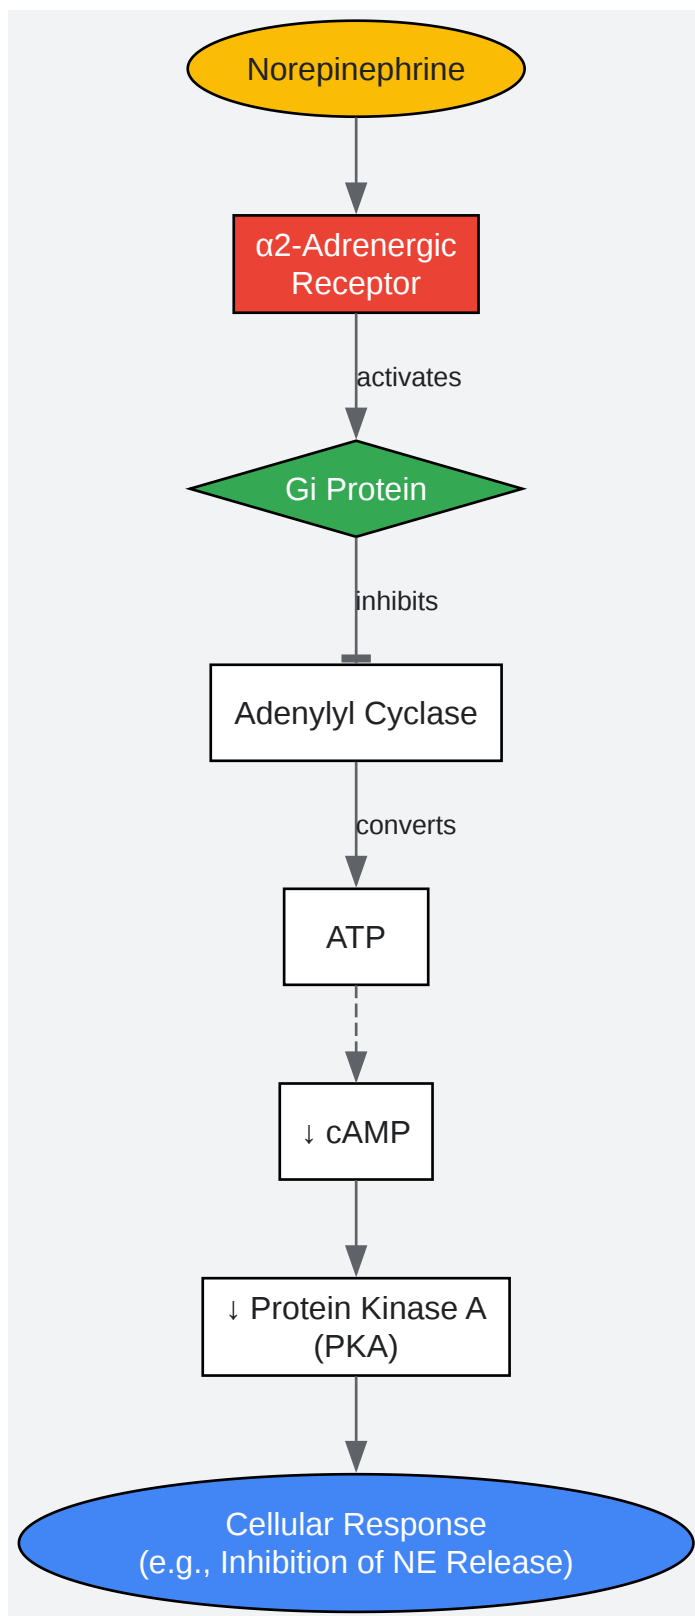 Norepinephrine
α2-Adrenergic
Receptor
activates
Gi Protein
inhibits
Adenylyl Cyclase
converts
ATP
↓ cAMP
↓ Protein Kinase A
(PKA)
Cellular Response
(e.g., Inhibition of NE Release)